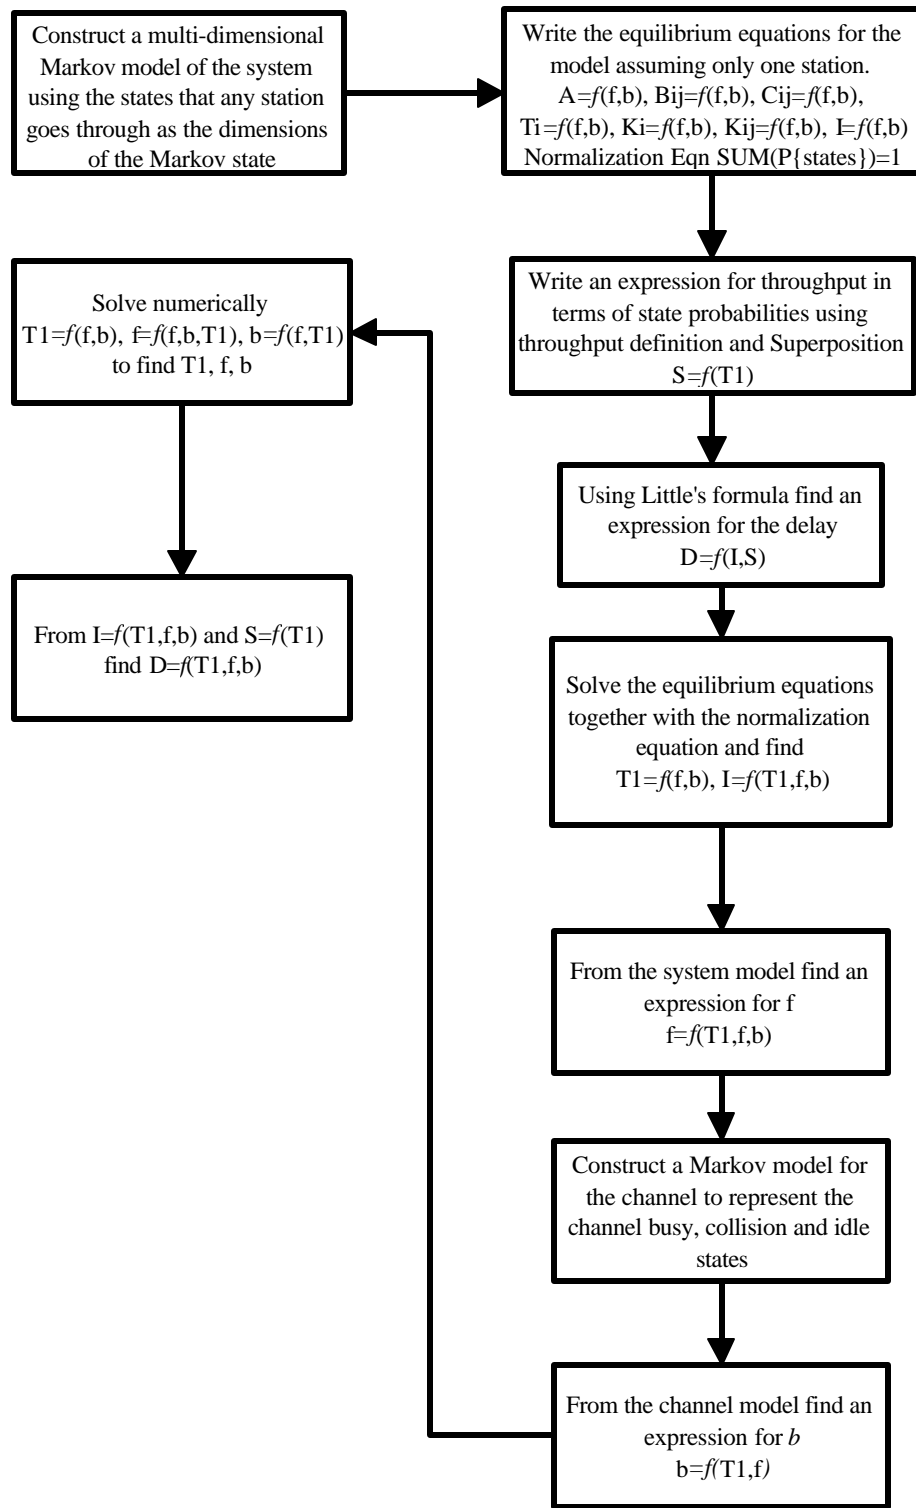 Construct a multi-dimensional
Markov model of the system
using the states that any station
goes through as the dimensions
of the Markov state
Write the equilibrium equations for the
model assuming only one station.
A=f(f,b), Bij=f(f,b), Cij=f(f,b),
Ti=f(f,b), Ki=f(f,b), Kij=f(f,b), I=f(f,b)
Normalization Eqn SUM(P{states})=1
Write an expression for throughput in
terms of state probabilities using
throughput definition and Superposition
S=f(T1)
Using Little's formula find an
expression for the delay
D=f(I,S)
Solve the equilibrium equations
together with the normalization
equation and find
T1=f(f,b), I=f(T1,f,b)
From the system model find an
expression for f
f=f(T1,f,b)
Construct a Markov model for
the channel to represent the
channel busy, collision and idle
states
From the channel model find an
expression for b
b=f(T1,f)
Solve numerically
T1=f(f,b), f=f(f,b,T1), b=f(f,T1)
to find T1, f, b
From I=f(T1,f,b) and S=f(T1)
find D=f(T1,f,b)